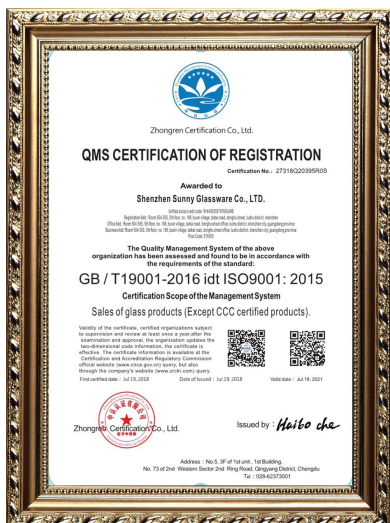 Zhongren Certification Co., Ltd.
QMS CERTIFICATION OF REGISTRATION
Certification No.: 27318Q20395R0S
Awarded to
Shenzhen Sunny Glassware Co., LTD.
The Quality Management System of the above
organization has been assessed and found to be in accordance with
the requirements of the standard:
GB / T19001-2016 idt ISO9001: 2015
Certification Scope of the Management System
Sales of glass products (Except CCC certified products).
Validity of the certificate, certified organizations subject
to supervision and review at least once a year,after the
examination and approval, the organization updates the
two-dimensional code information, the certificate is
effective. The certificate information is available at the
Certification and Accreditation Regulatory Commission
official website (www.cnca.gov.cn) query, but also
through the company's website (www.zrctn.com) query.
First certified date : Jul.19, 2018 Date of issued : Jul.19, 2018 Valid date : Jul.18, 2021
Zhongren Certification Co., Ltd.
Issued by : Haibo che
Address : No.5, 3F of 1st unit , 1st Building,
No. 73 of 2nd Western Sector 2nd Ring Road, Qingyang District, Chengdu
Tel : 028-62373001